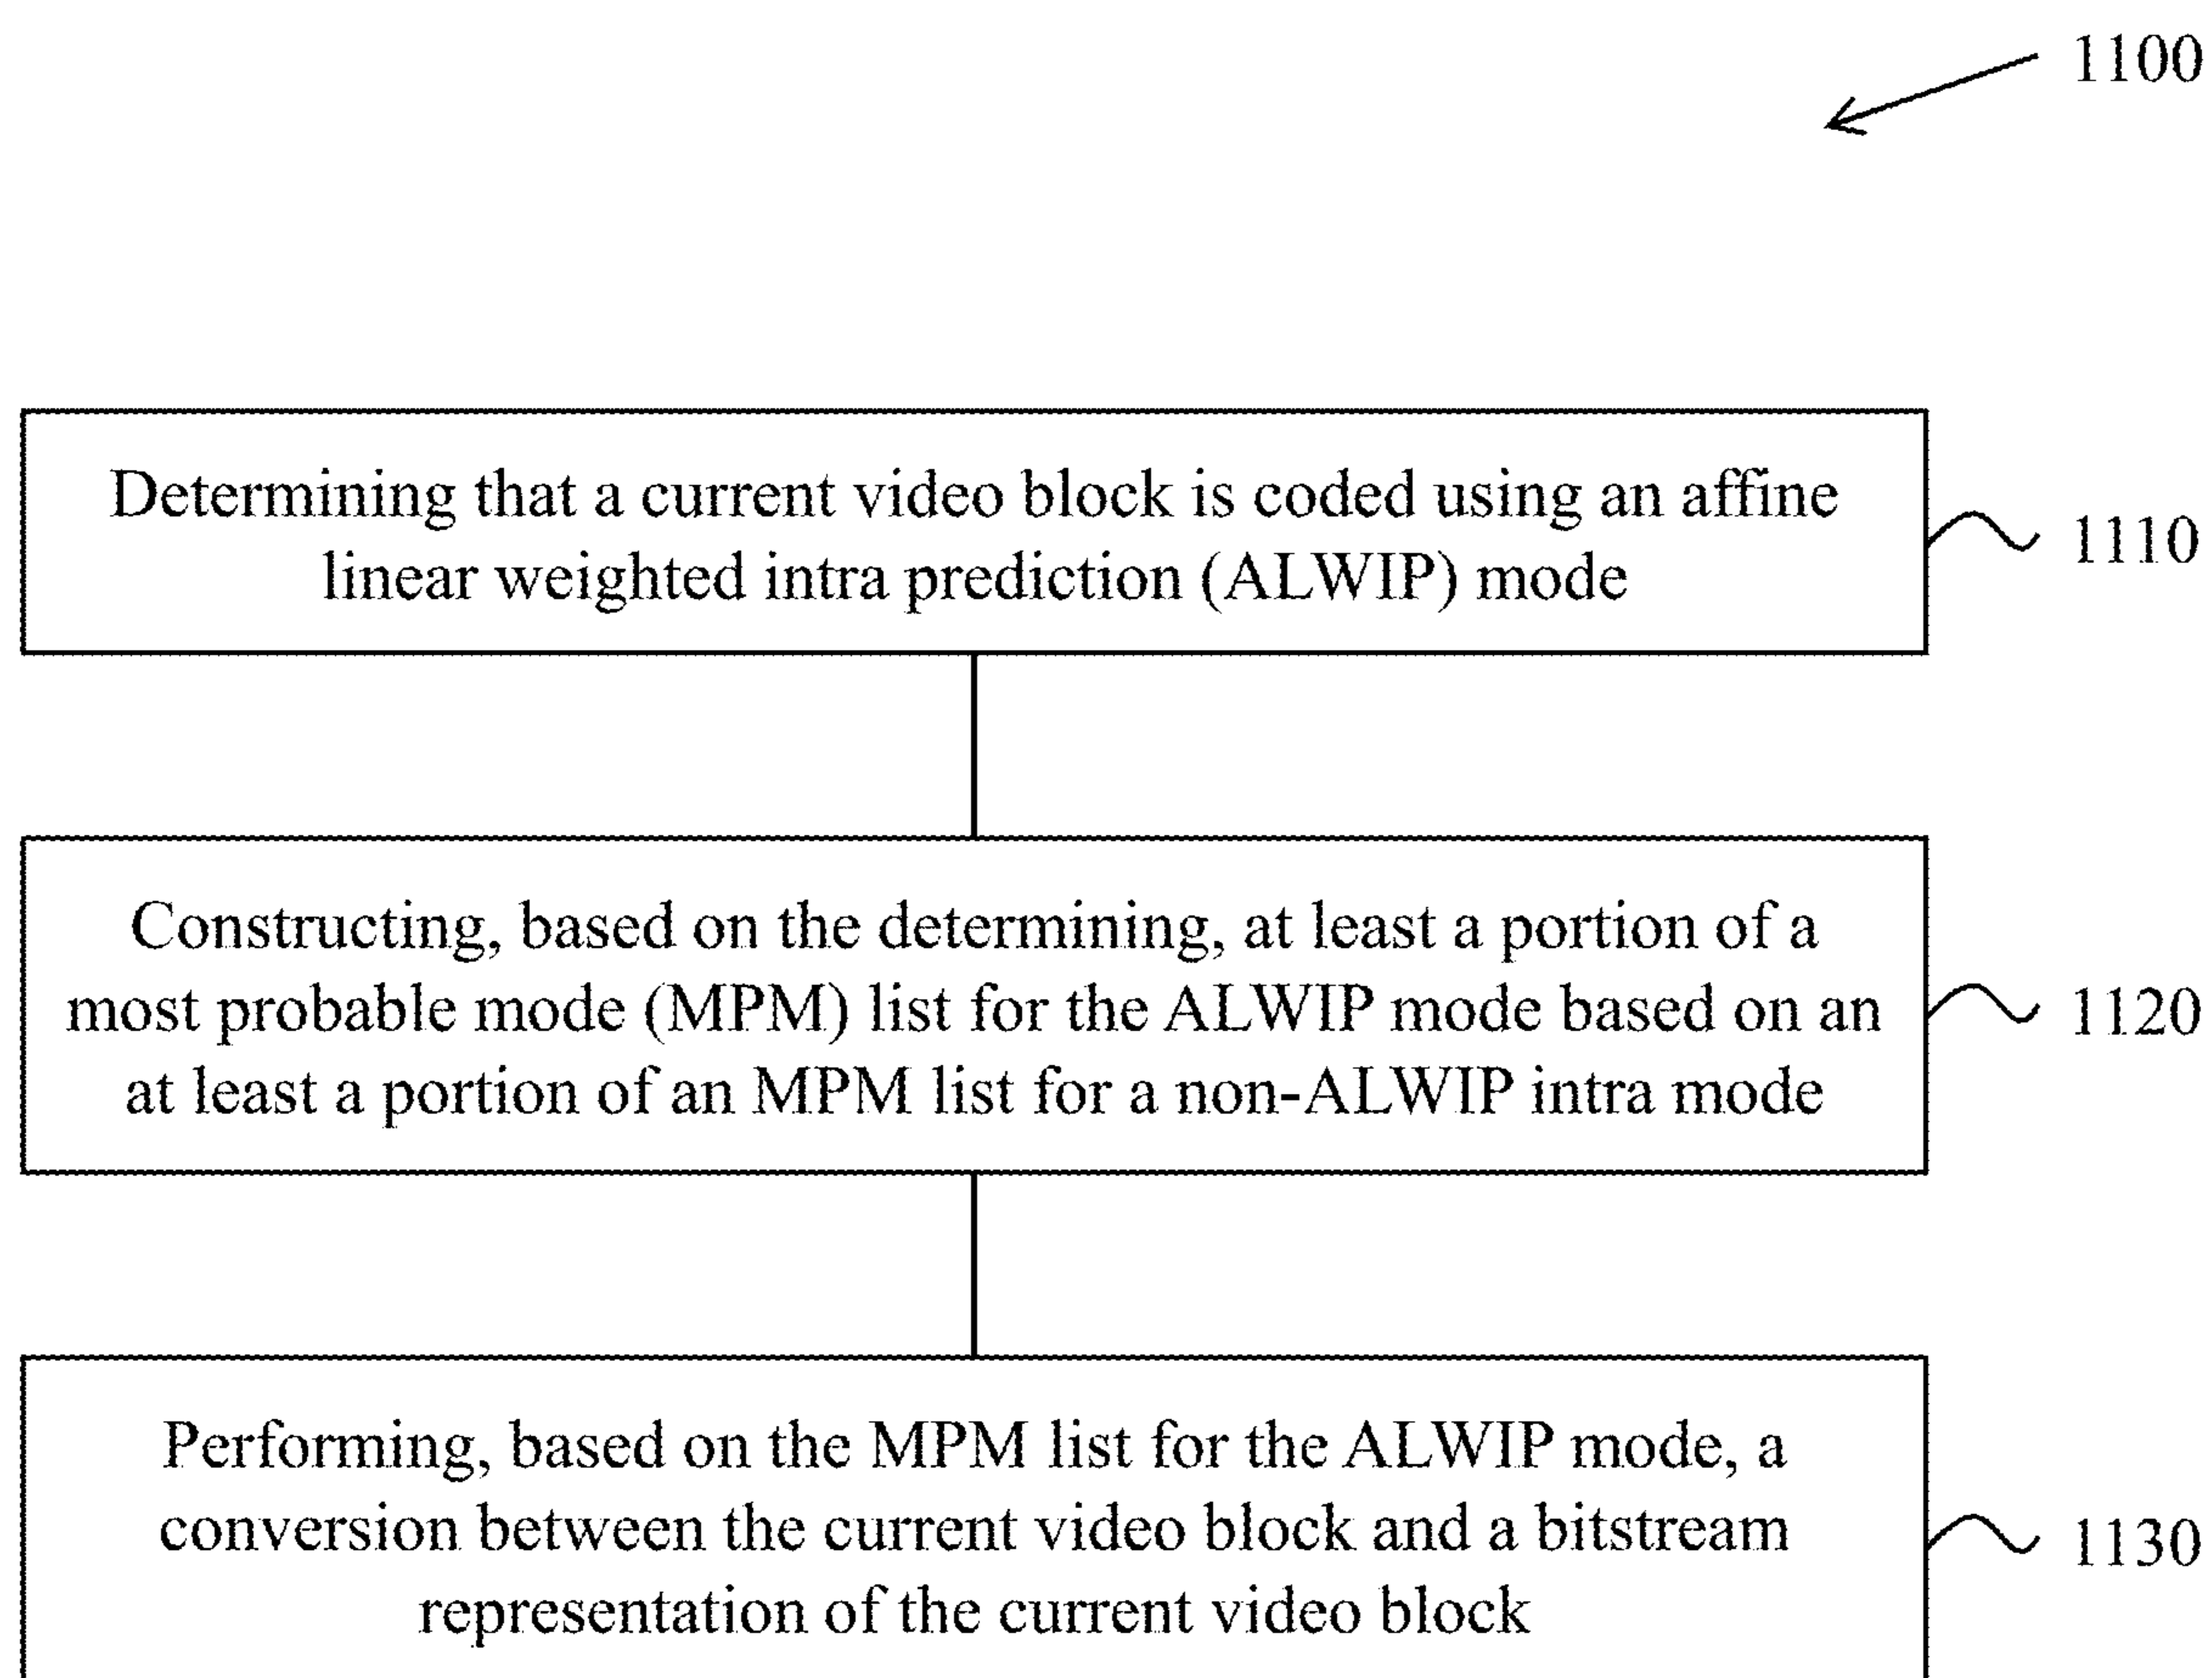 1100
Determining that a current video block is coded using an affine
linear weighted intra prediction (ALWIP) mode
1110
Constructing, based on the determining, at least a portion of a
most probable mode (MPM) list for the ALWIP mode based on an
at least a portion of an MPM list for a non-ALWIP intra mode
1120
Performing, based on the MPM list for the ALWIP mode, a
conversion between the current video block and a bitstream
representation of the current video block
1130